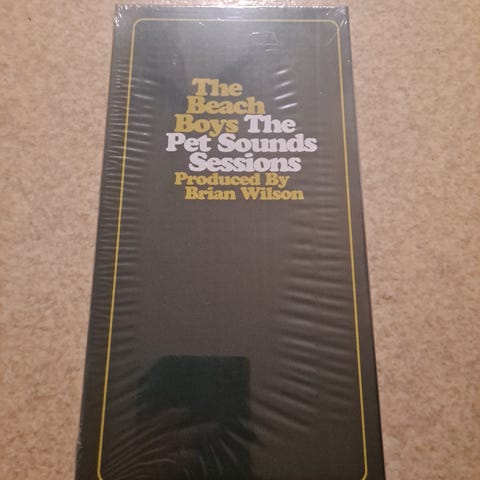 The
Beach
Boys The
Pet Sounds
Sessions
Produced By
Brian Wilson